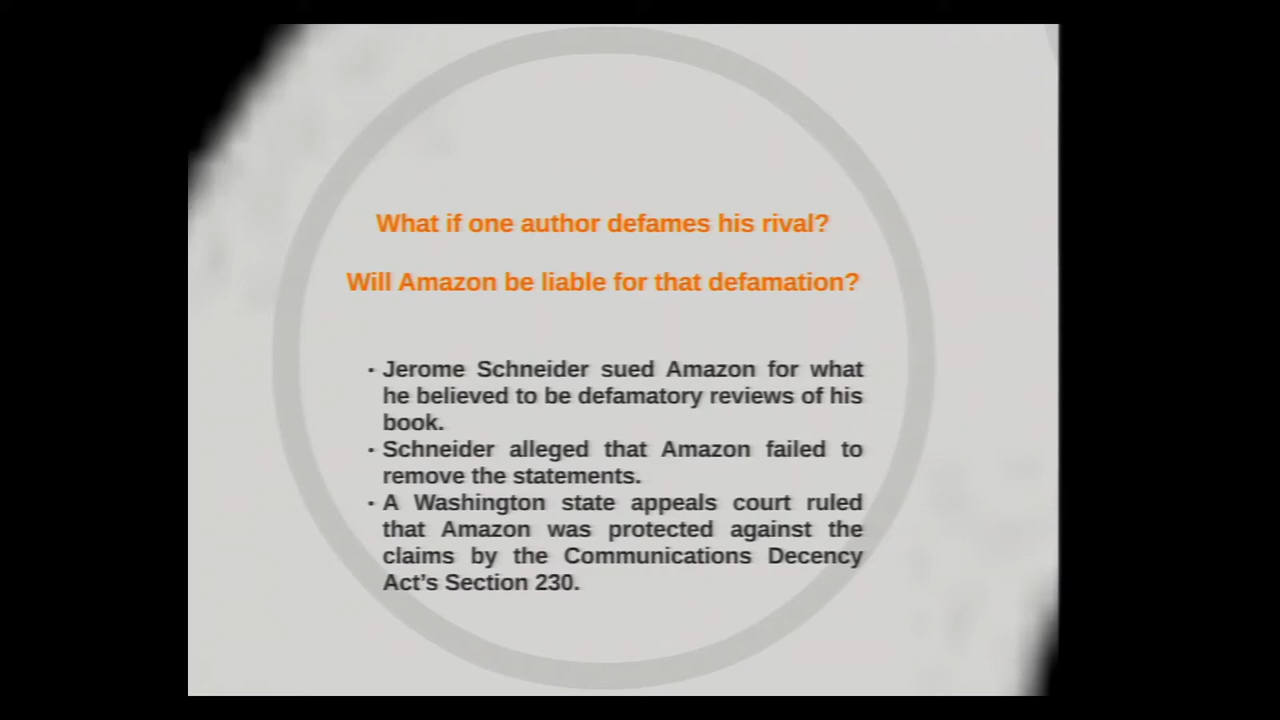 What if one author defames his rival?
Will Amazon be liable for that defamation?
· Jerome Schneider sued Amazon for what
he believed to be defamatory reviews of his
book.
· Schneider alleged that Amazon failed to
remove the statements.
· A Washington state appeals court ruled
that Amazon was protected against the
claims by the Communications Decency
Act’s Section 230.